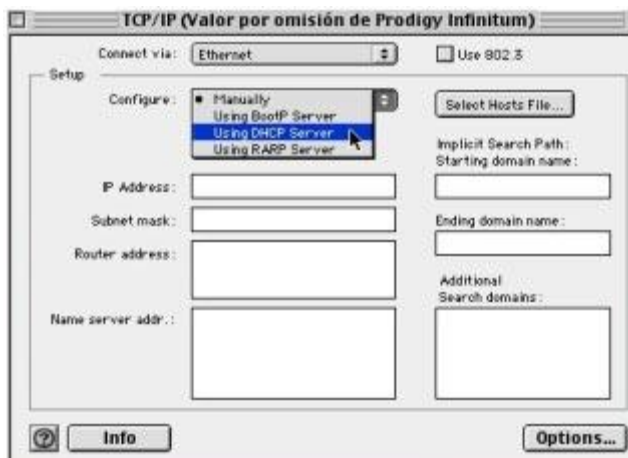 TCP/IP (Valor por omisión de Prodigy Infinitum)
Connect via: Ethernet
Use 802.3
Setup
Configure:
Manually
Using BootP Server
Using DHCP Server
Using RARP Server
Select Hosts File...
Implicit Search Path:
Starting domain name:
IP Address:
Subnet mask:
Ending domain name:
Router address:
Additional
Search domains:
Name server addr.:
?
Info
Options...